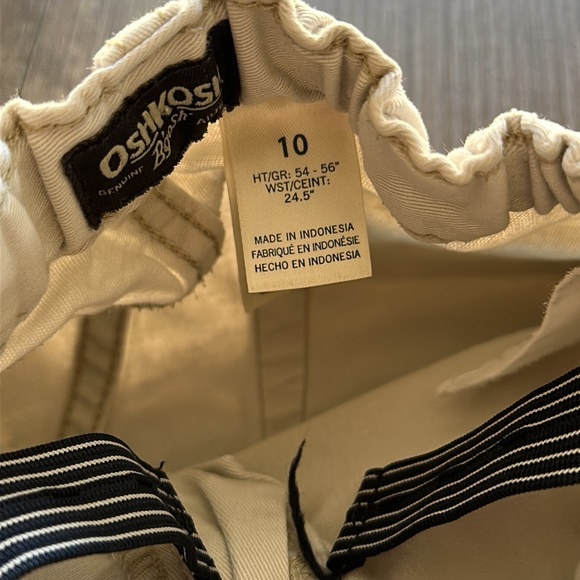 OSHKOSH
B'gosh
GENUINE
10
HT/GR: 54 - 56"
WST/CEINT:
24.5"
MADE IN INDONESIA
FABRIQUÉ EN INDONÉSIE
HECHO EN INDONESIA